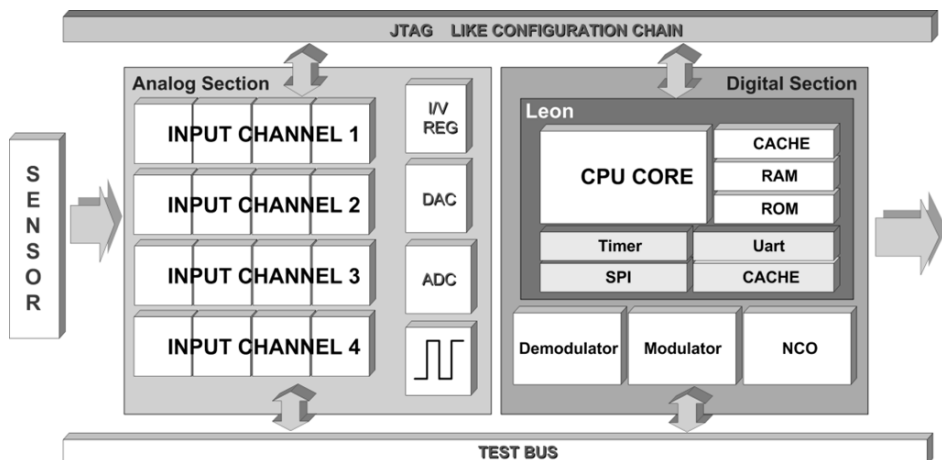 JTAG LIKE CONFIGURATION CHAIN
SENSOR
Analog Section
INPUT CHANNEL 1
INPUT CHANNEL 2
INPUT CHANNEL 3
INPUT CHANNEL 4
I/V
REG
DAC
ADC
Digital Section
Leon
CPU CORE
CACHE
RAM
ROM
Timer
Uart
SPI
CACHE
Demodulator
Modulator
NCO
TEST BUS